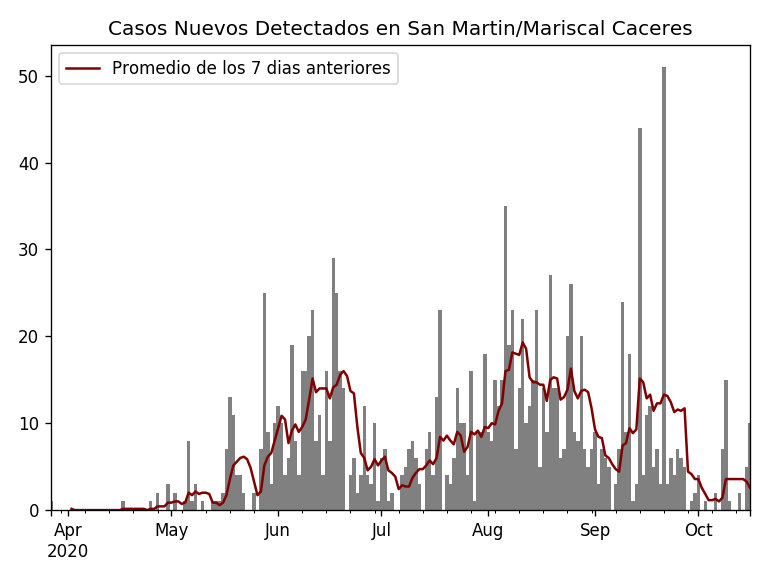 Casos Nuevos Detectados en San Martin/Mariscal Caceres
Promedio de los 7 dias anteriores
50
40
30
20
10
0
Apr May Jun Jul Aug Sep Oct
2020